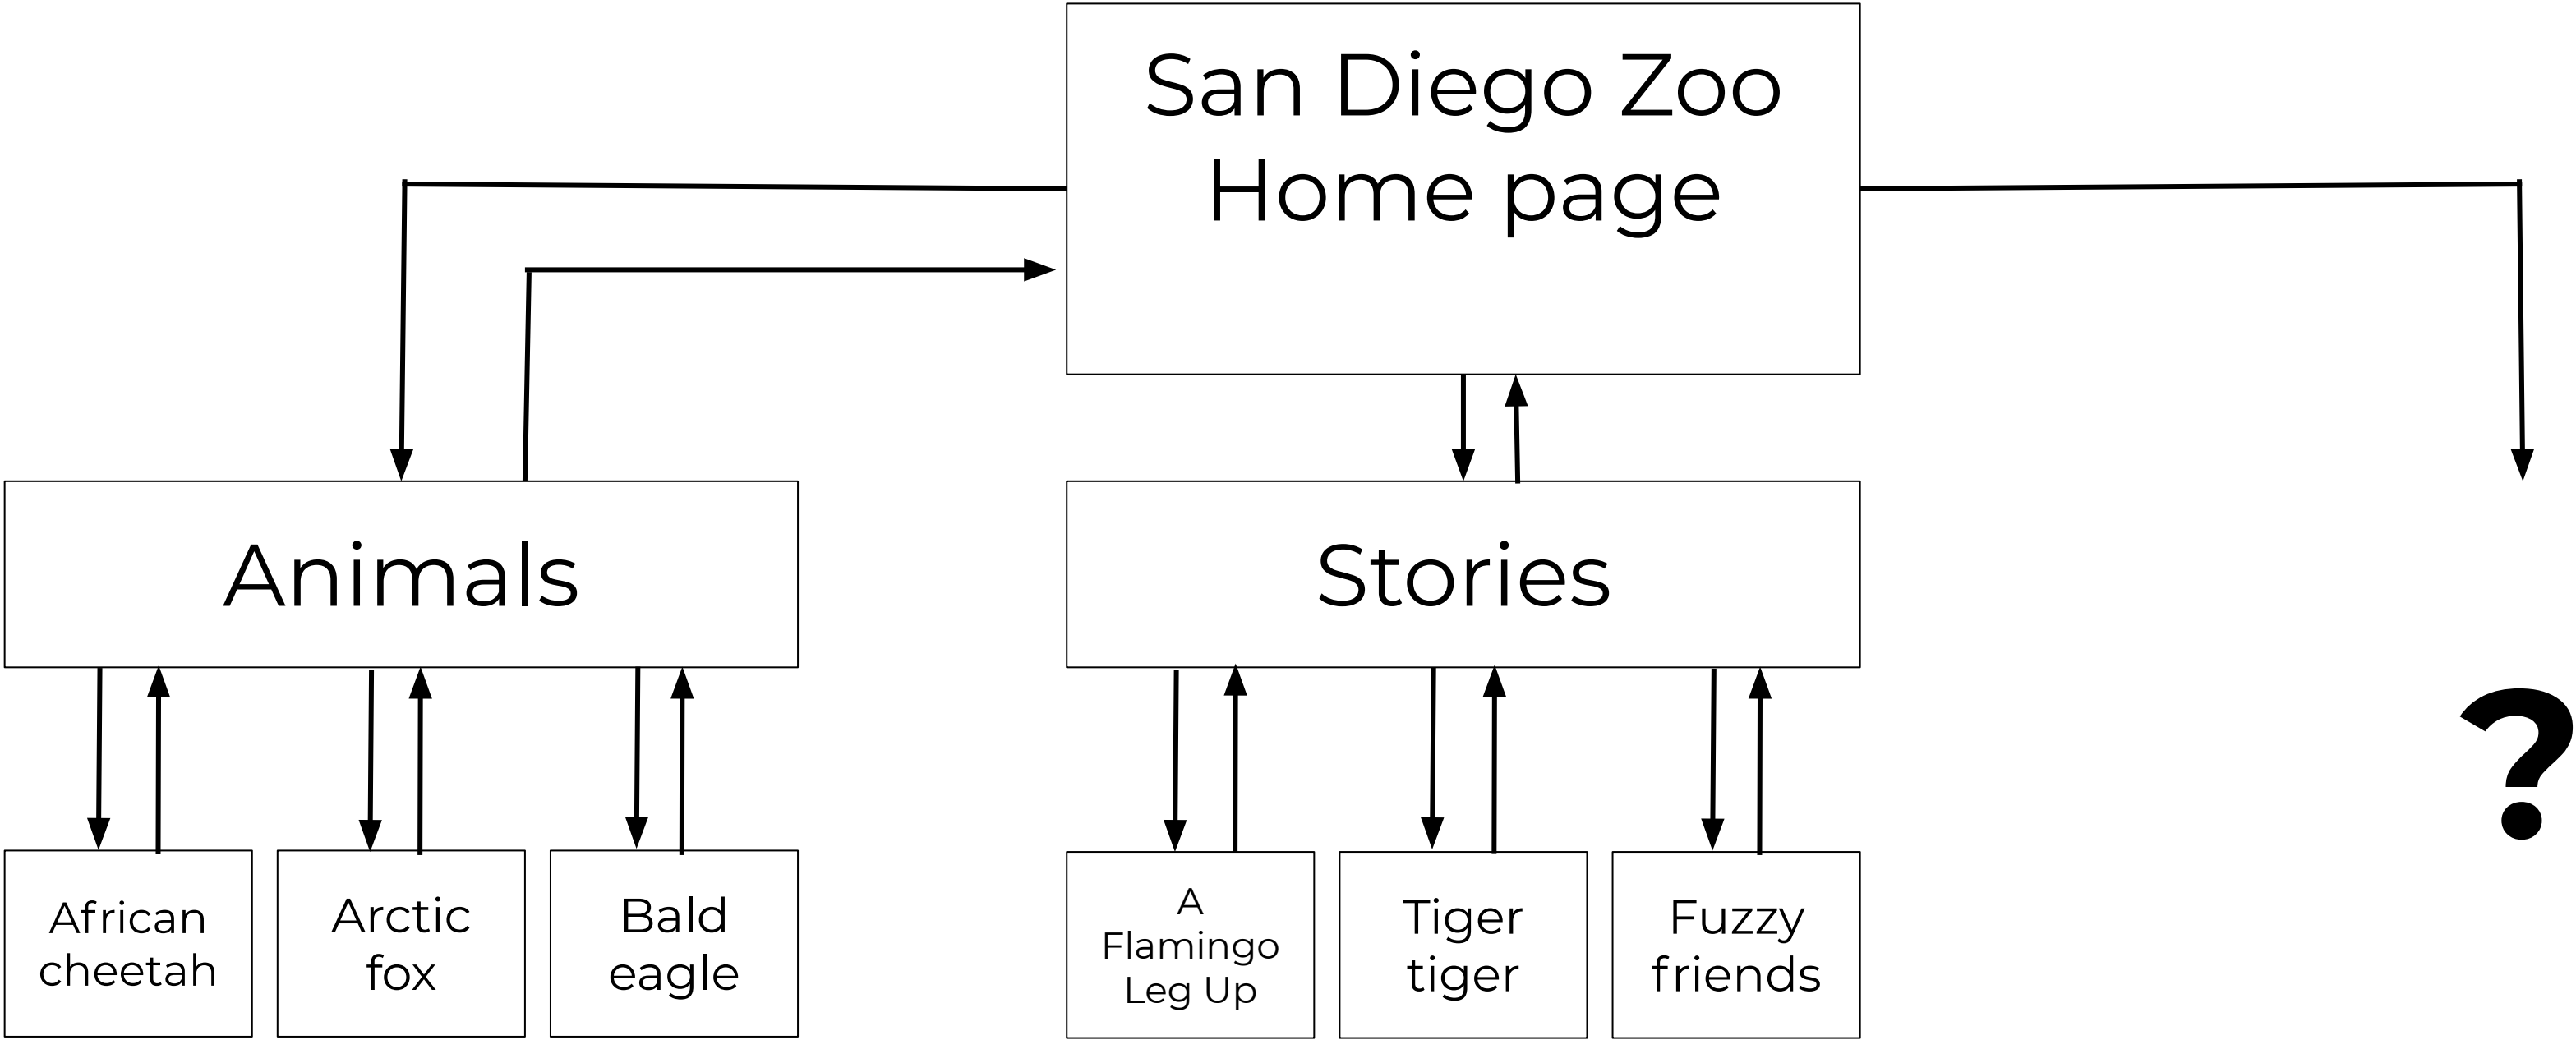 San Diego Zoo
Home page
Animals
Stories
?
African
cheetah
Arctic
fox
Bald
eagle
A
Flamingo
Leg Up
Tiger
tiger
Fuzzy
friends